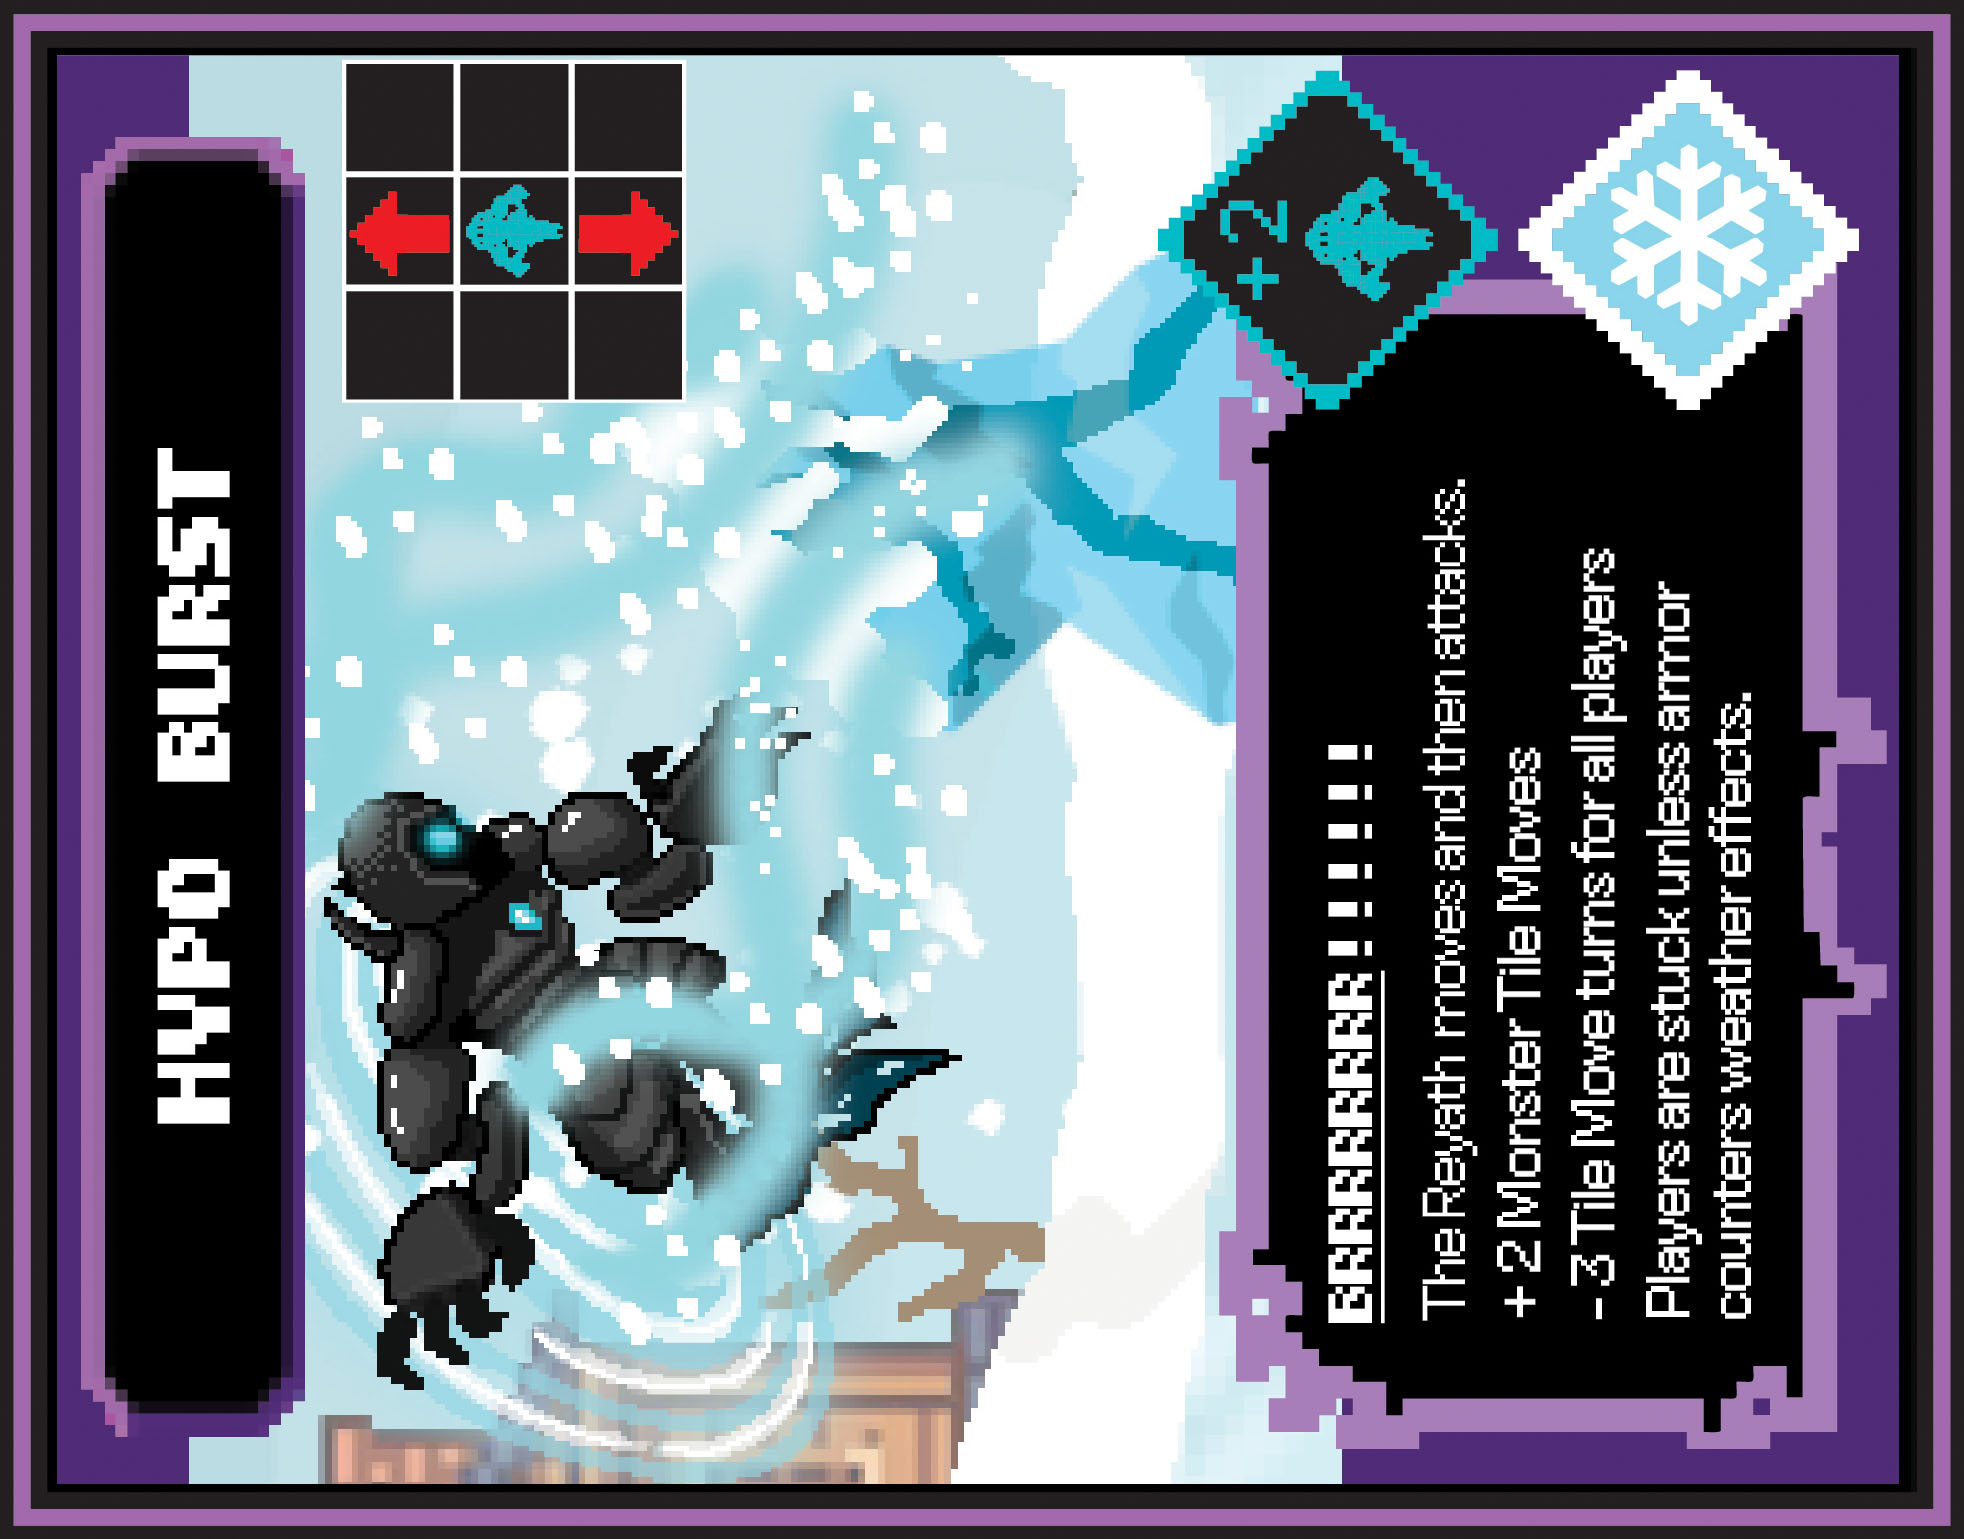 HYPO BURST
+2
BRRRRRRRRR!!!!!!
The Reyath moves and then attacks.
+ 2 Monster Tile Moves
- 3 Tile Move turns for all players
Players are stuck unless armor
counters weather effects.